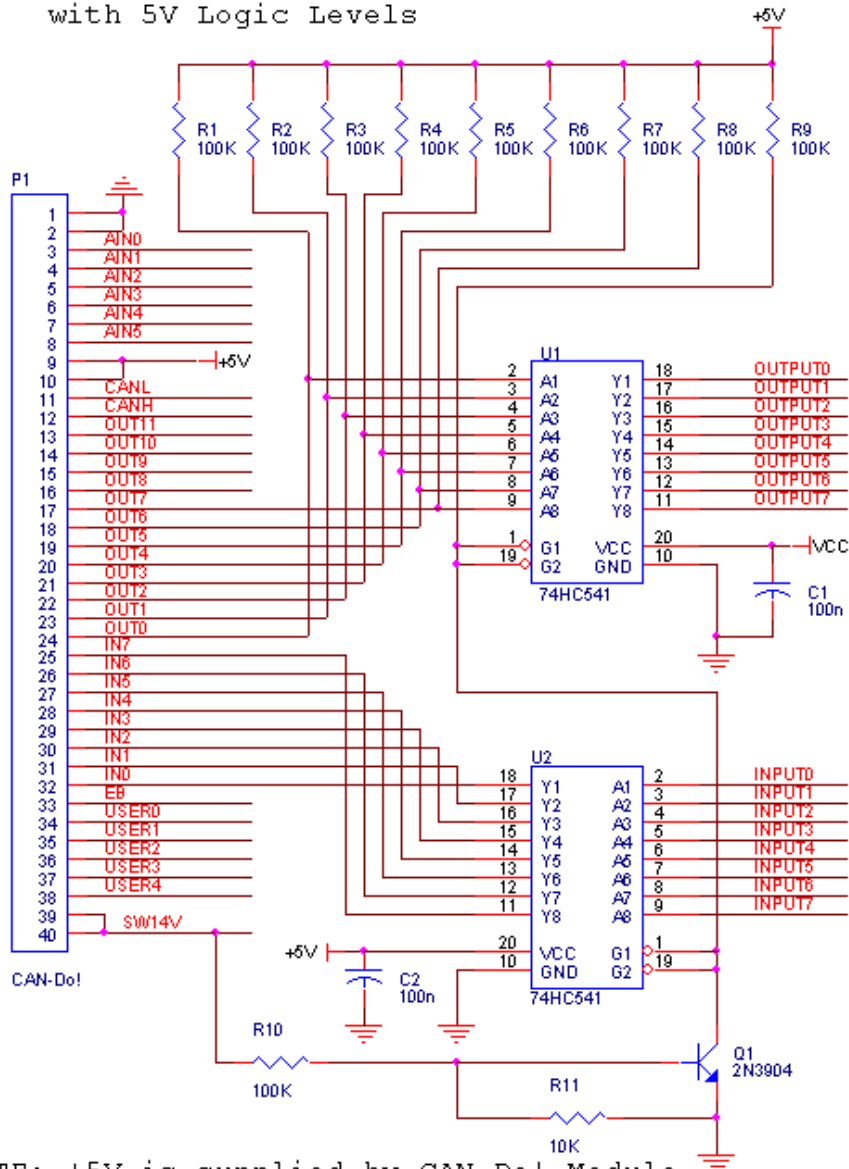 with 5V Logic Levels
+5V
R1 100K
R2 100K
R3 100K
R4 100K
R5 100K
R6 100K
R7 100K
R8 100K
R9 100K
P1
1
2
AIN0
3
AIN1
4
AIN2
5
AIN3
6
AIN4
7
AIN5
8
9
+5V
10
CANL
11
CANH
12
OUT11
13
OUT10
14
OUT9
15
OUT8
16
OUT7
17
OUT6
18
OUT5
19
OUT4
20
OUT3
21
OUT2
22
OUT1
23
OUT0
24
IN7
25
IN6
26
IN5
27
IN4
28
IN3
29
IN2
30
IN1
31
IN0
32
EB
33
USER0
34
USER1
35
USER2
36
USER3
37
USER4
38
39
SW14V
40
CAN-Do!
U1
2 A1 Y1 18 OUTPUT0
3 A2 Y2 17 OUTPUT1
4 A3 Y3 16 OUTPUT2
5 A4 Y4 15 OUTPUT3
6 A5 Y5 14 OUTPUT4
7 A6 Y6 13 OUTPUT5
8 A7 Y7 12 OUTPUT6
9 A8 Y8 11 OUTPUT7
1 G1 VCC 20 VCC
19 G2 GND 10
74HC541
C1
100n
U2
18 Y1 A1 2 INPUT0
17 Y2 A2 3 INPUT1
16 Y3 A3 4 INPUT2
15 Y4 A4 5 INPUT3
14 Y5 A5 6 INPUT4
13 Y6 A6 7 INPUT5
12 Y7 A7 8 INPUT6
11 Y8 A8 9 INPUT7
+5V 20 VCC G1 1
10 GND G2 19
74HC541
C2
100n
R10
100K
R11
10K
Q1
2N3904
+5V is supplied by CAN-Do! Module